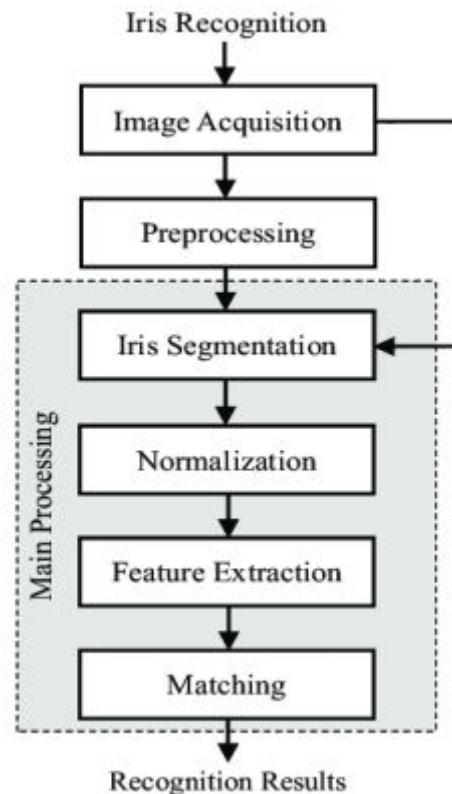 Iris Recognition
Image Acquisition
Preprocessing
Iris Segmentation
Normalization
Feature Extraction
Matching
Main Processing
Recognition Results